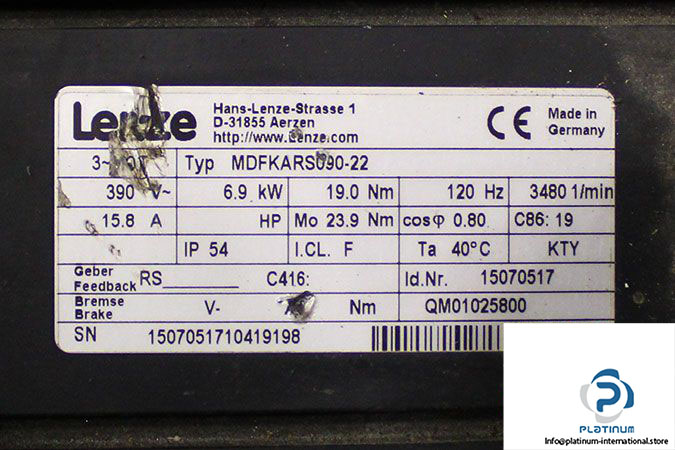 Lenze
Hans-Lenze-Strasse 1
D-31855 Aerzen
http://www.Lenze.com
CE
Made in
Germany
3~
Typ MDFKARS090-22
390 V~ 6.9 kW 19.0 Nm 120 Hz 3480 1/min
15.8 A HP Mo 23.9 Nm cosφ 0.80 C86: 19
IP 54 I.CL. F Ta 40°C KTY
Geber
Feedback RS_______ C416: Id.Nr. 15070517
Bremse
Brake V- Nm QM01025800
SN 1507051710419198
PLATINUM
Info@platinum-international.store